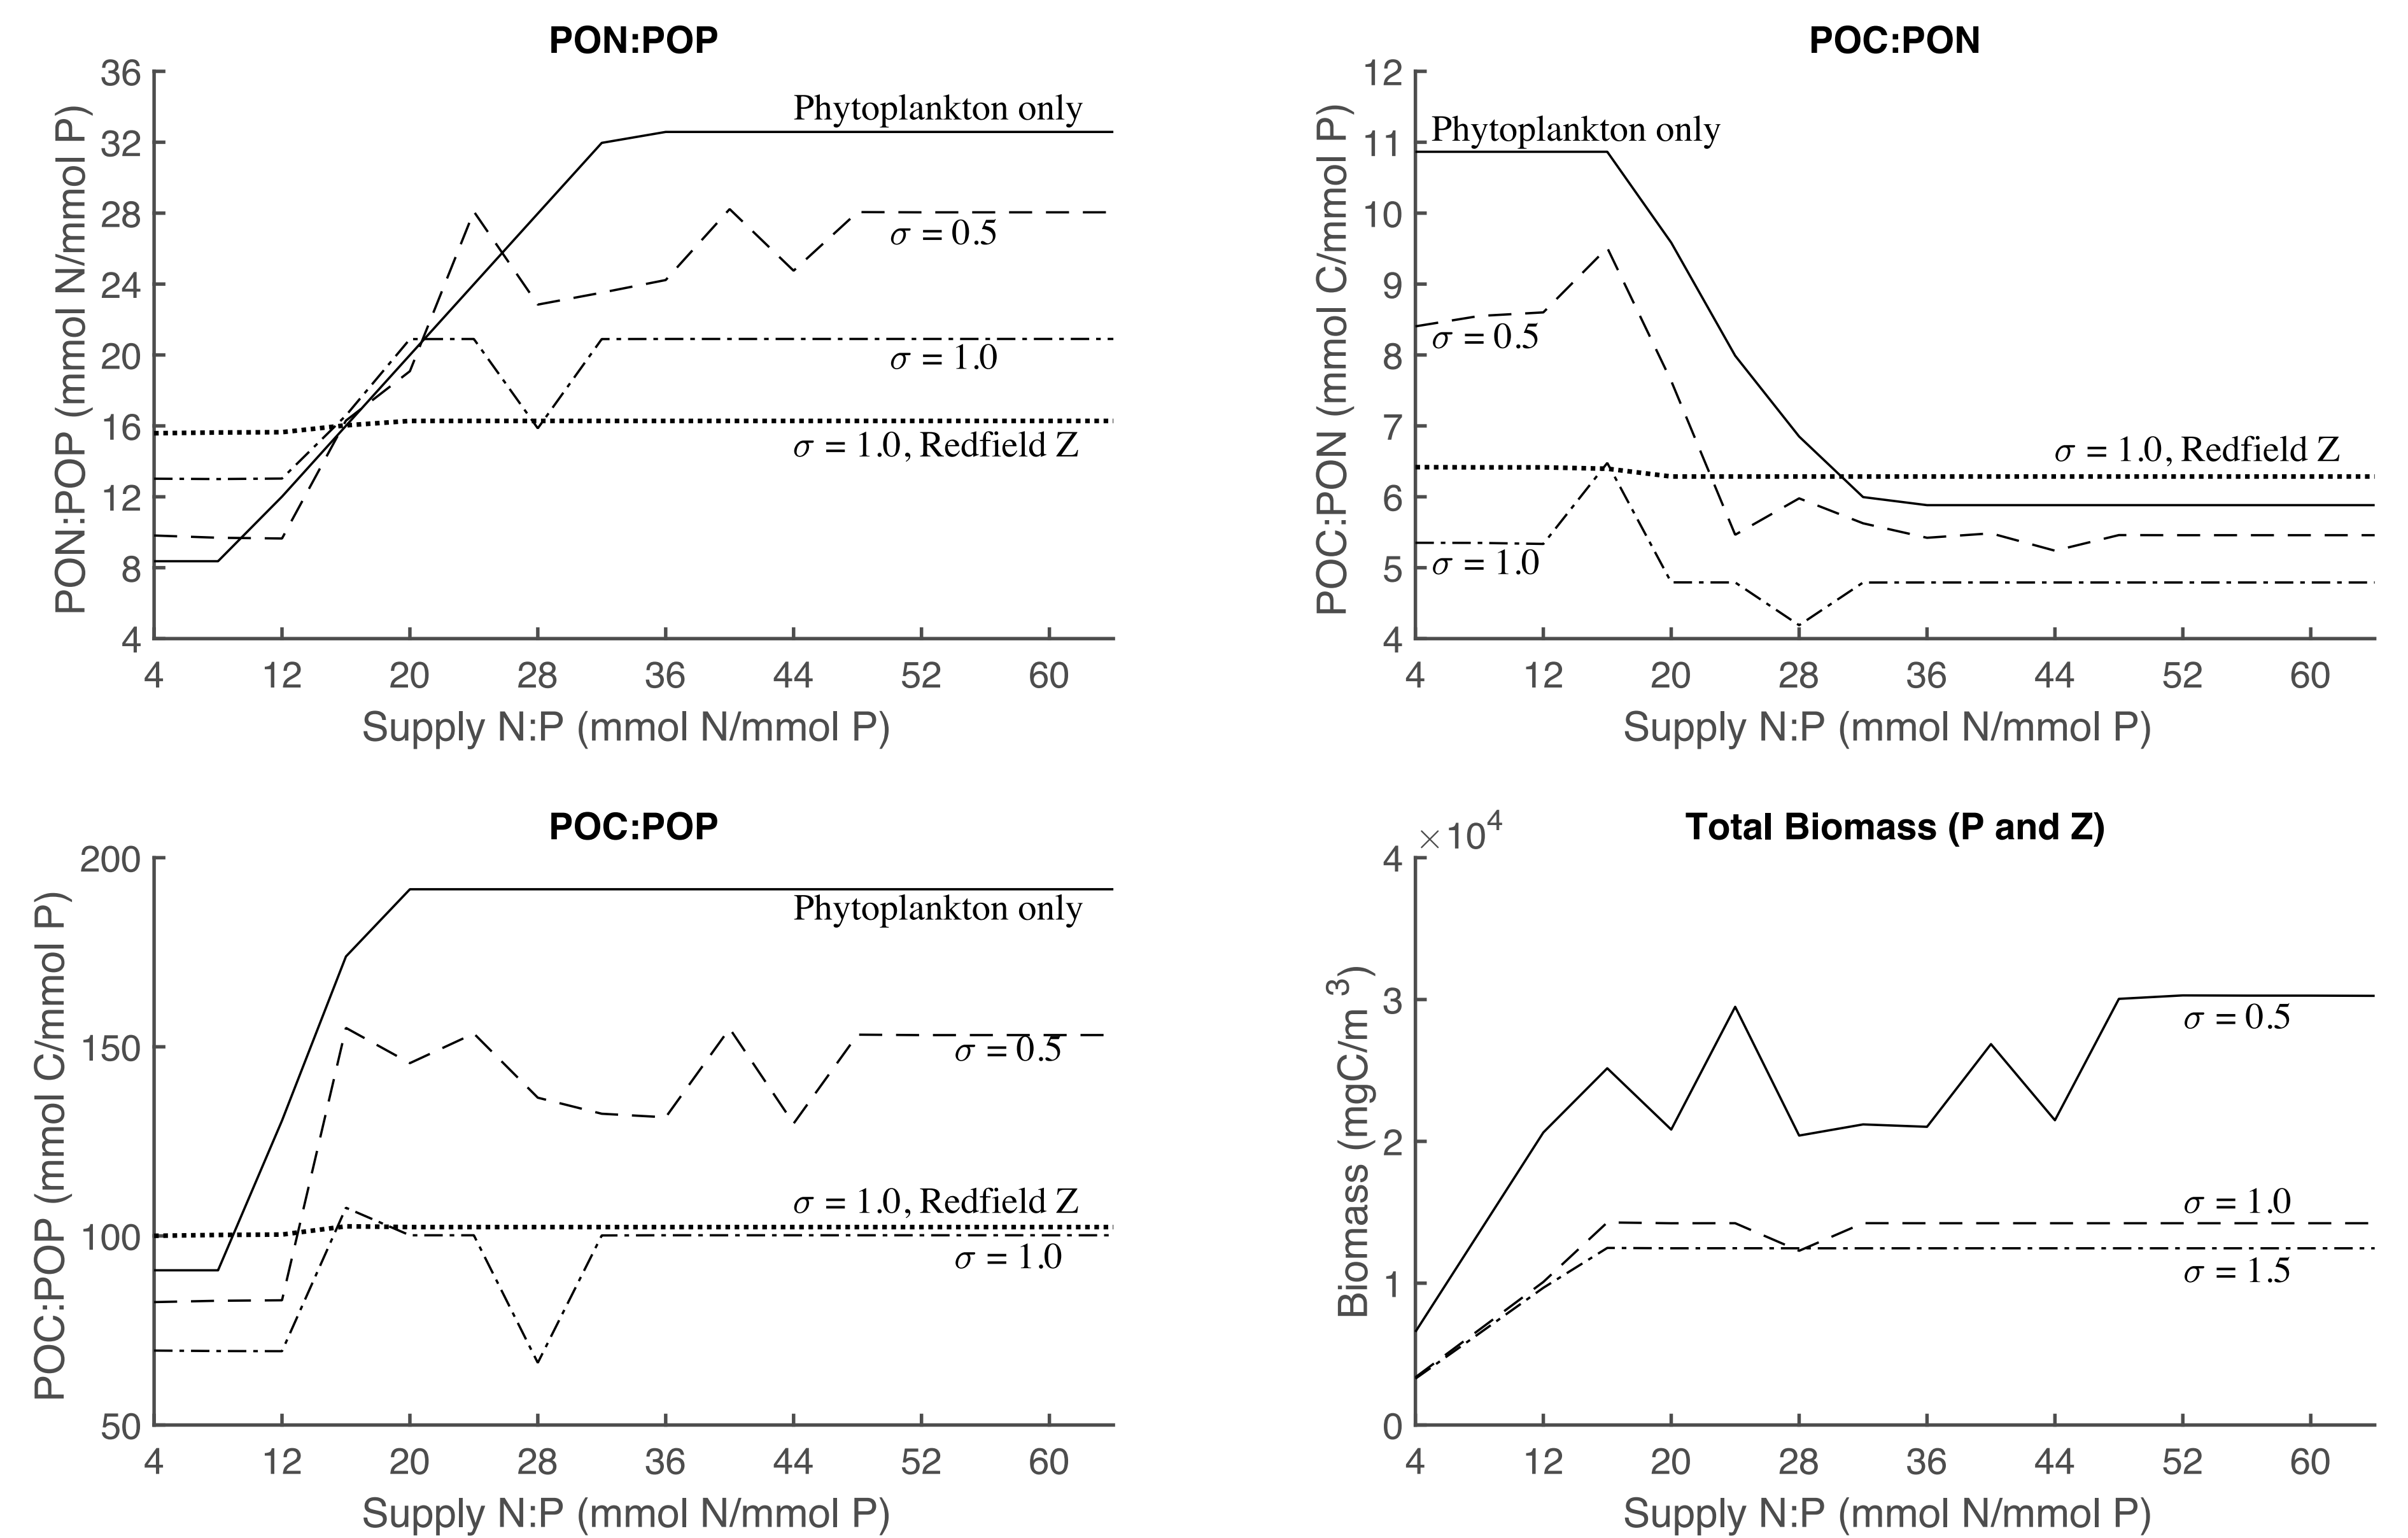 PON:POP
PON:POP (mmol N/mmol P)
36
32
28
24
20
16
12
8
4
Phytoplankton only
σ = 0.5
σ = 1.0
σ = 1.0, Redfield Z
4 12 20 28 36 44 52 60
Supply N:P (mmol N/mmol P)
POC:PON
POC:PON (mmol C/mmol P)
12
11
10
9
8
7
6
5
4
Phytoplankton only
σ = 0.5
σ = 1.0, Redfield Z
σ = 1.0
4 12 20 28 36 44 52 60
Supply N:P (mmol N/mmol P)
POC:POP
POC:POP (mmol C/mmol P)
200
150
100
50
Phytoplankton only
σ = 0.5
σ = 1.0, Redfield Z
σ = 1.0
4 12 20 28 36 44 52 60
Supply N:P (mmol N/mmol P)
Total Biomass (P and Z)
×10⁴
Biomass (mgC/m ³)
4
3
2
1
0
σ = 0.5
σ = 1.0
σ = 1.5
4 12 20 28 36 44 52 60
Supply N:P (mmol N/mmol P)